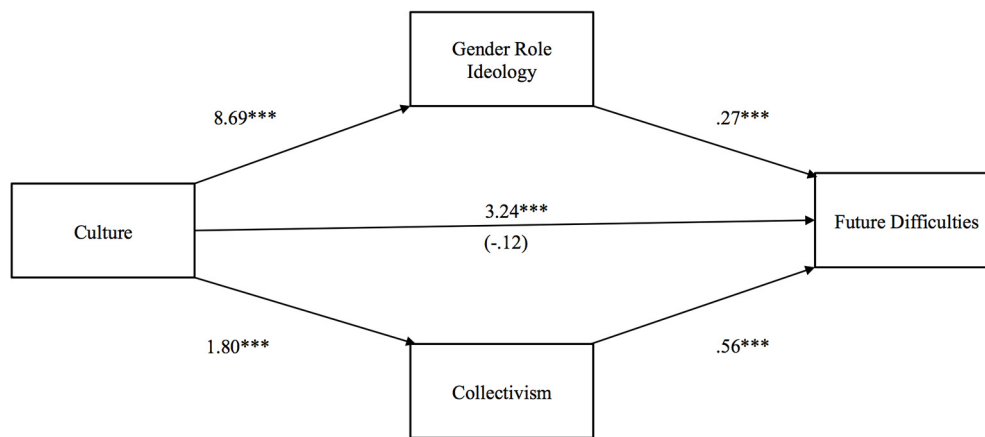 Gender Role
Ideology
8.69***
.27***
Culture
3.24***
(-.12)
Future Difficulties
1.80***
.56***
Collectivism